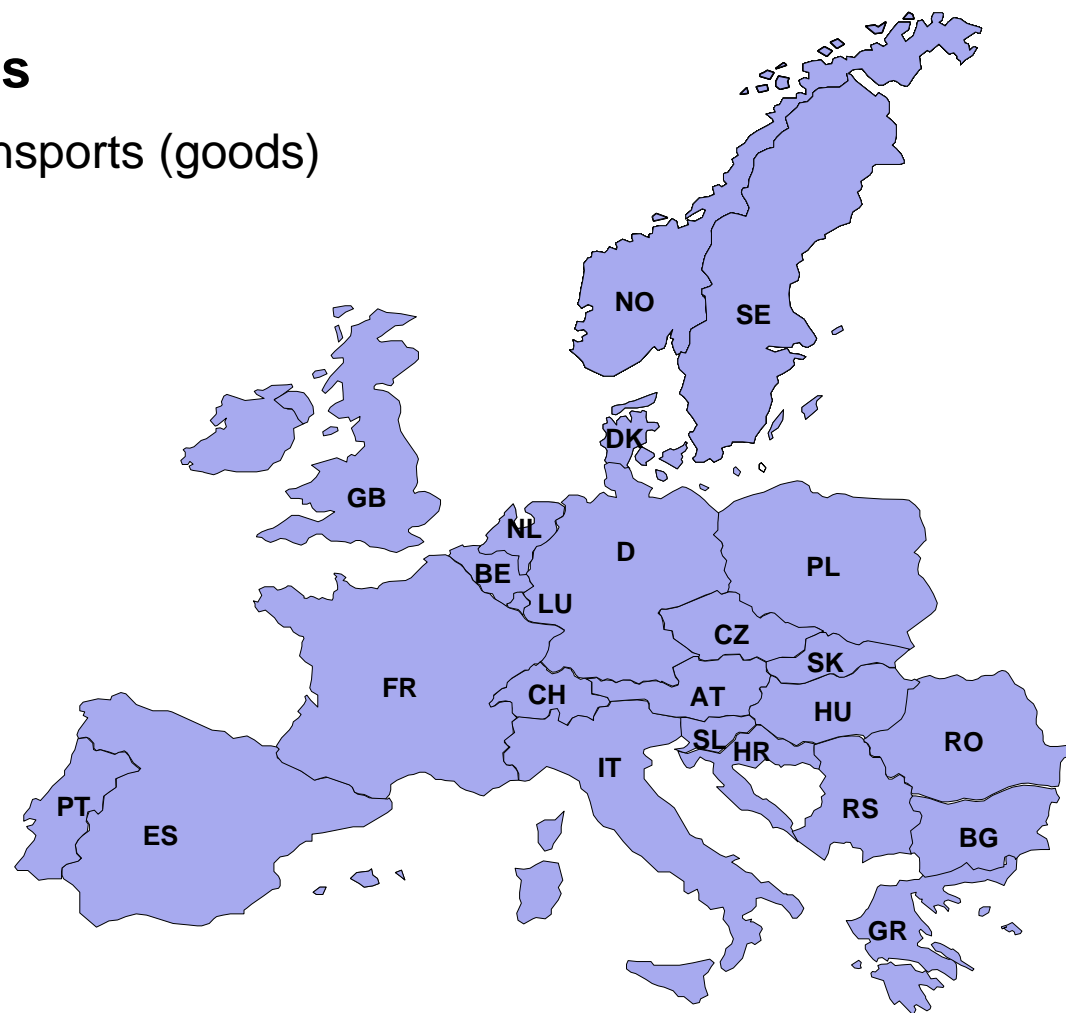 s
nsports (goods)
NO
SE
DK
GB
NL
D
BE
PL
LU
CZ
SK
FR
CH
AT
HU
SL
HR
RO
IT
PT
RS
ES
BG
GR